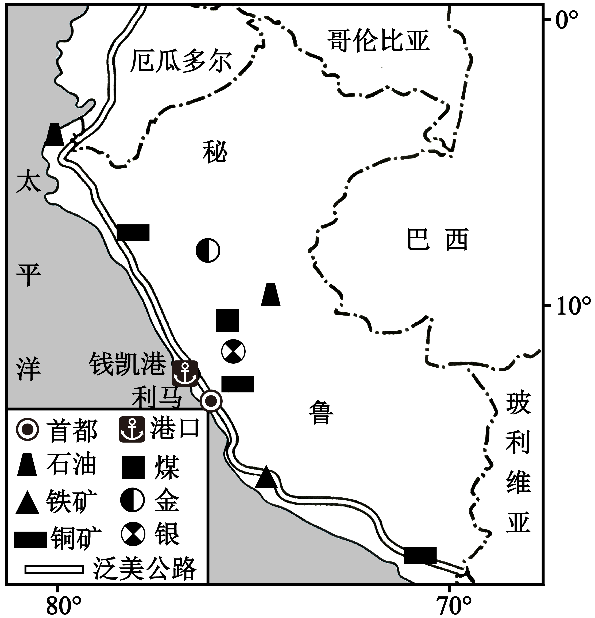 0°
哥伦比亚
厄瓜多尔
秘
太
平
洋
巴西
10°
钱凯港
利马
鲁
玻
利
维
亚
首都
港口
石油
煤
铁矿
金
铜矿
银
泛美公路
80°
70°